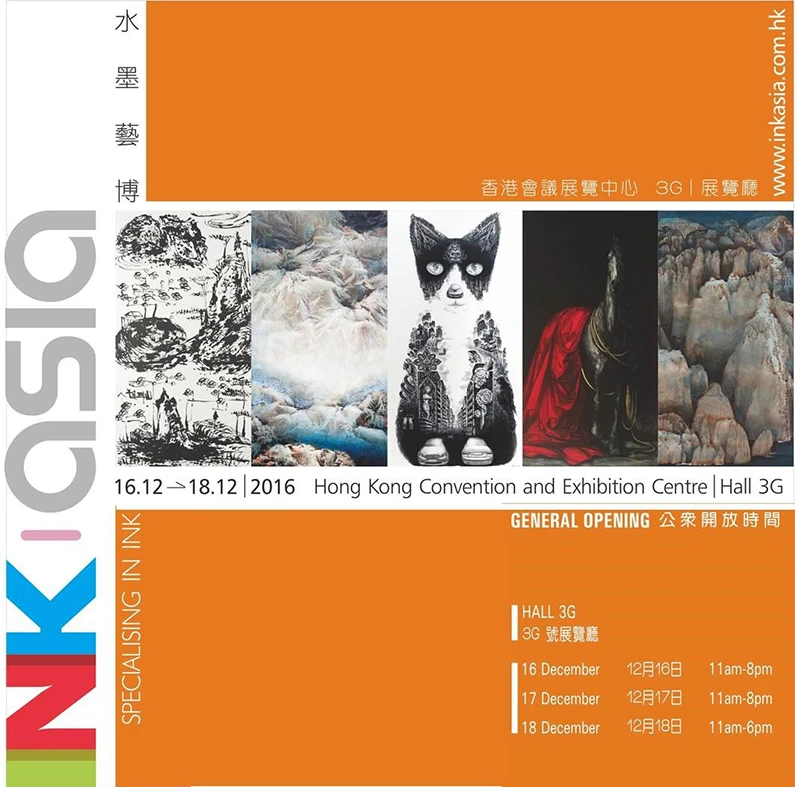 水墨藝博
www.inkasia.com.hk
香港會議展覽中心 3G|展覽廳
INK asia
16.12→18.12|2016 Hong Kong Convention and Exhibition Centre|Hall 3G
SPECIALISING IN INK
GENERAL OPENING 公眾開放時間
HALL 3G
3G 號展覽廳
16 December 12月16日 11am-8pm
17 December 12月17日 11am-8pm
18 December 12月18日 11am-6pm